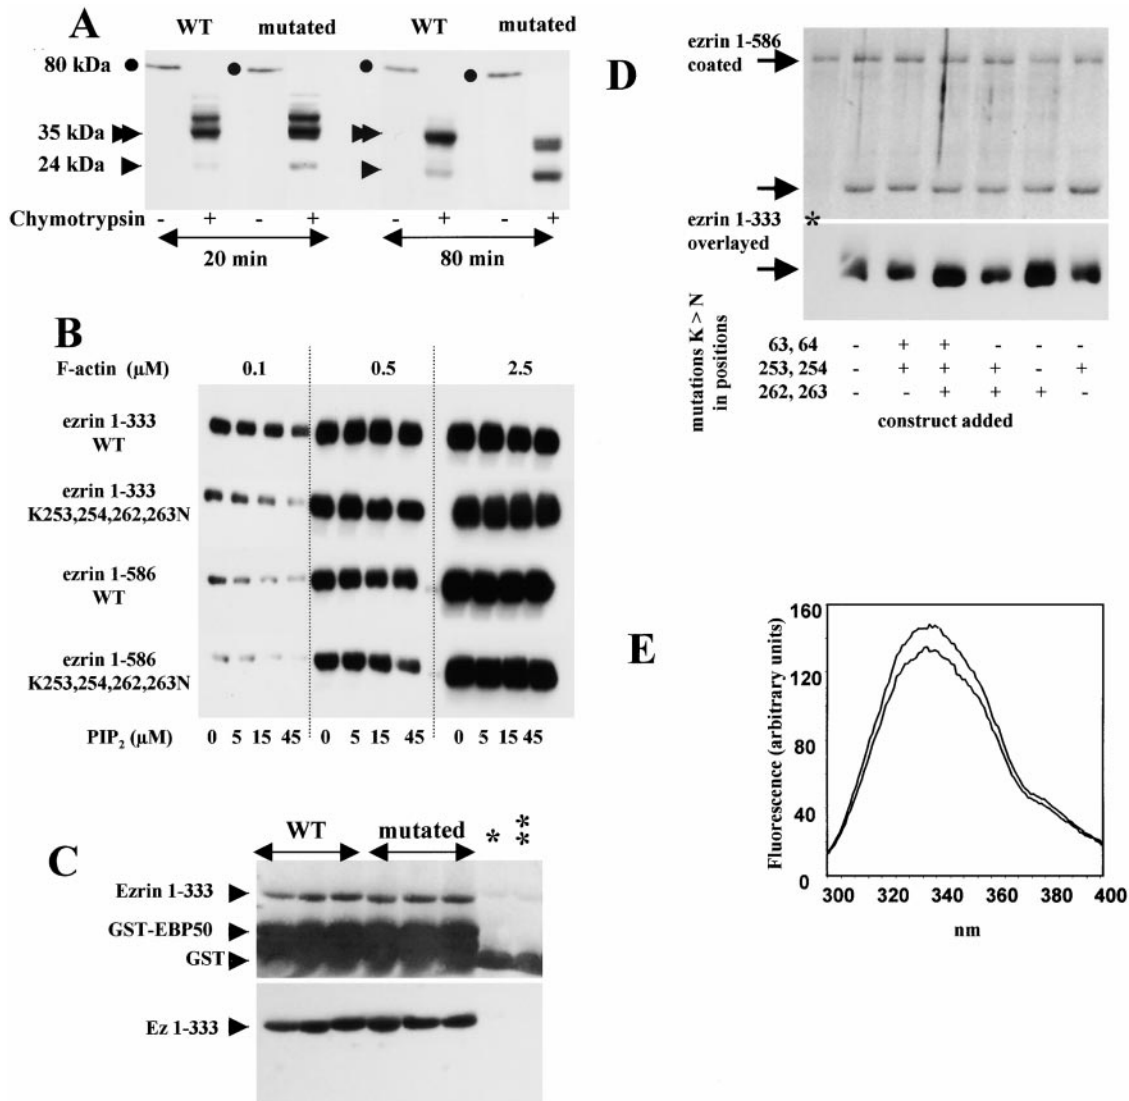 A
WT mutated WT mutated
80 kDa
35 kDa
24 kDa
Chymotrypsin - + - + - + - +
20 min 80 min
B
F-actin (µM) 0.1 0.5 2.5
ezrin 1-333
WT
ezrin 1-333
K253,254,262,263N
ezrin 1-586
WT
ezrin 1-586
K253,254,262,263N
PIP₂ (µM) 0 5 15 45 0 5 15 45 0 5 15 45
C
WT mutated * **
Ezrin 1-333
GST-EBP50
GST
Ez 1-333
D
ezrin 1-586
coated
ezrin 1-333 *
overlayed
mutations K > N
in positions
63, 64 - + + - - -
253, 254 - + + + - +
262, 263 - - + + + -
construct added
E
Fluorescence (arbitrary units)
160
120
80
40
0
300 320 340 360 380 400
nm